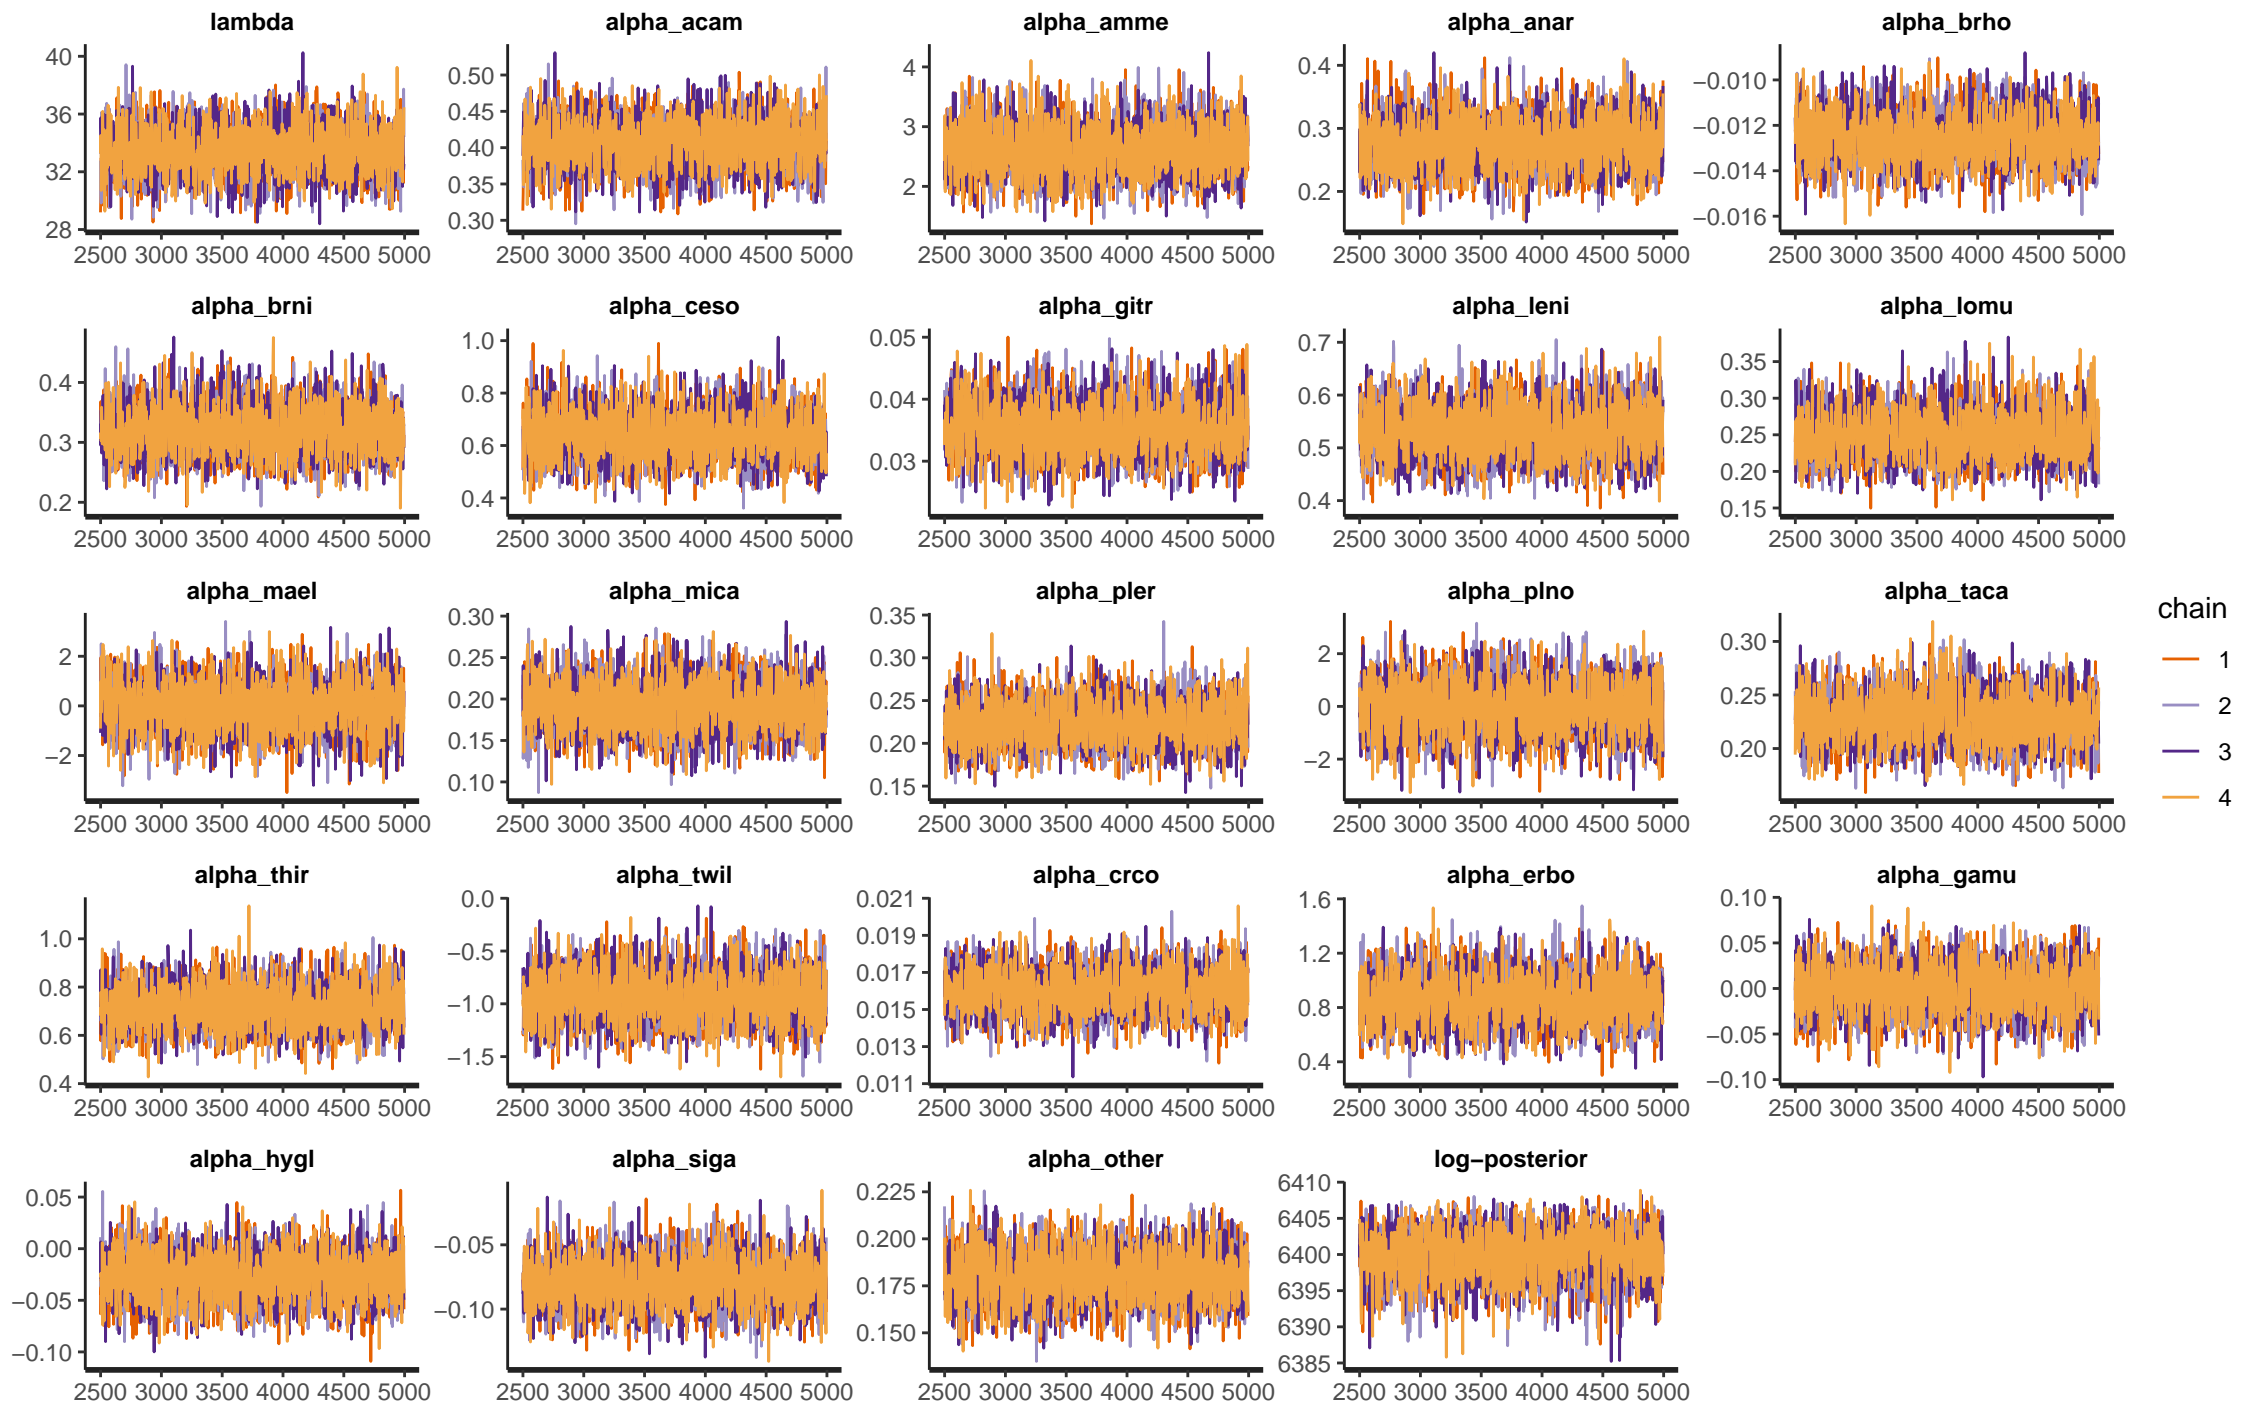 lambda alpha_acam alpha_amme alpha_anar alpha_brho
40 36 32 28
0.50 0.45 0.40 0.35 0.30
4 3 2
0.4 0.3 0.2
−0.010 −0.012 −0.014 −0.016
2500 3000 3500 4000 4500 5000 2500 3000 3500 4000 4500 5000 2500 3000 3500 4000 4500 5000 2500 3000 3500 4000 4500 5000 2500 3000 3500 4000 4500 5000
alpha_brni alpha_ceso alpha_gitr alpha_leni alpha_lomu
0.4 0.3 0.2
1.0 0.8 0.6 0.4
0.05 0.04 0.03
0.7 0.6 0.5 0.4
0.35 0.30 0.25 0.20 0.15
2500 3000 3500 4000 4500 5000 2500 3000 3500 4000 4500 5000 2500 3000 3500 4000 4500 5000 2500 3000 3500 4000 4500 5000 2500 3000 3500 4000 4500 5000
alpha_mael alpha_mica alpha_pler alpha_plno alpha_taca
2 0 −2
0.30 0.25 0.20 0.15 0.10
0.35 0.30 0.25 0.20 0.15
2 0 −2
0.30 0.25 0.20
2500 3000 3500 4000 4500 5000 2500 3000 3500 4000 4500 5000 2500 3000 3500 4000 4500 5000 2500 3000 3500 4000 4500 5000 2500 3000 3500 4000 4500 5000
chain
1
2
3
4
alpha_thir alpha_twil alpha_crco alpha_erbo alpha_gamu
1.0 0.8 0.6 0.4
0.0 −0.5 −1.0 −1.5
0.021 0.019 0.017 0.015 0.013 0.011
1.6 1.2 0.8 0.4
0.10 0.05 0.00 −0.05 −0.10
2500 3000 3500 4000 4500 5000 2500 3000 3500 4000 4500 5000 2500 3000 3500 4000 4500 5000 2500 3000 3500 4000 4500 5000 2500 3000 3500 4000 4500 5000
alpha_hygl alpha_siga alpha_other log−posterior
0.05 0.00 −0.05 −0.10
−0.05 −0.10
0.225 0.200 0.175 0.150
6410 6405 6400 6395 6390 6385
2500 3000 3500 4000 4500 5000 2500 3000 3500 4000 4500 5000 2500 3000 3500 4000 4500 5000 2500 3000 3500 4000 4500 5000